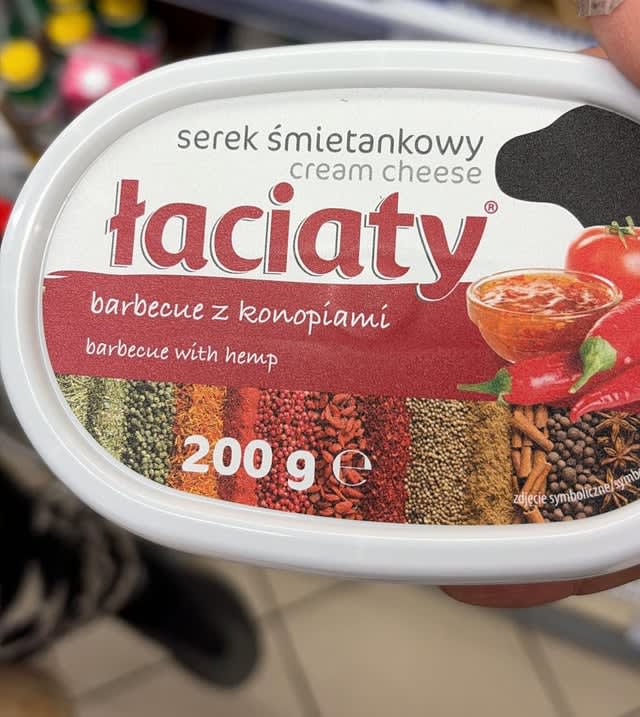 serek śmietankowy
cream cheese
łaciaty®
barbecue z konopiami
barbecue with hemp
200 g ℮
zdjęcie symboliczne/